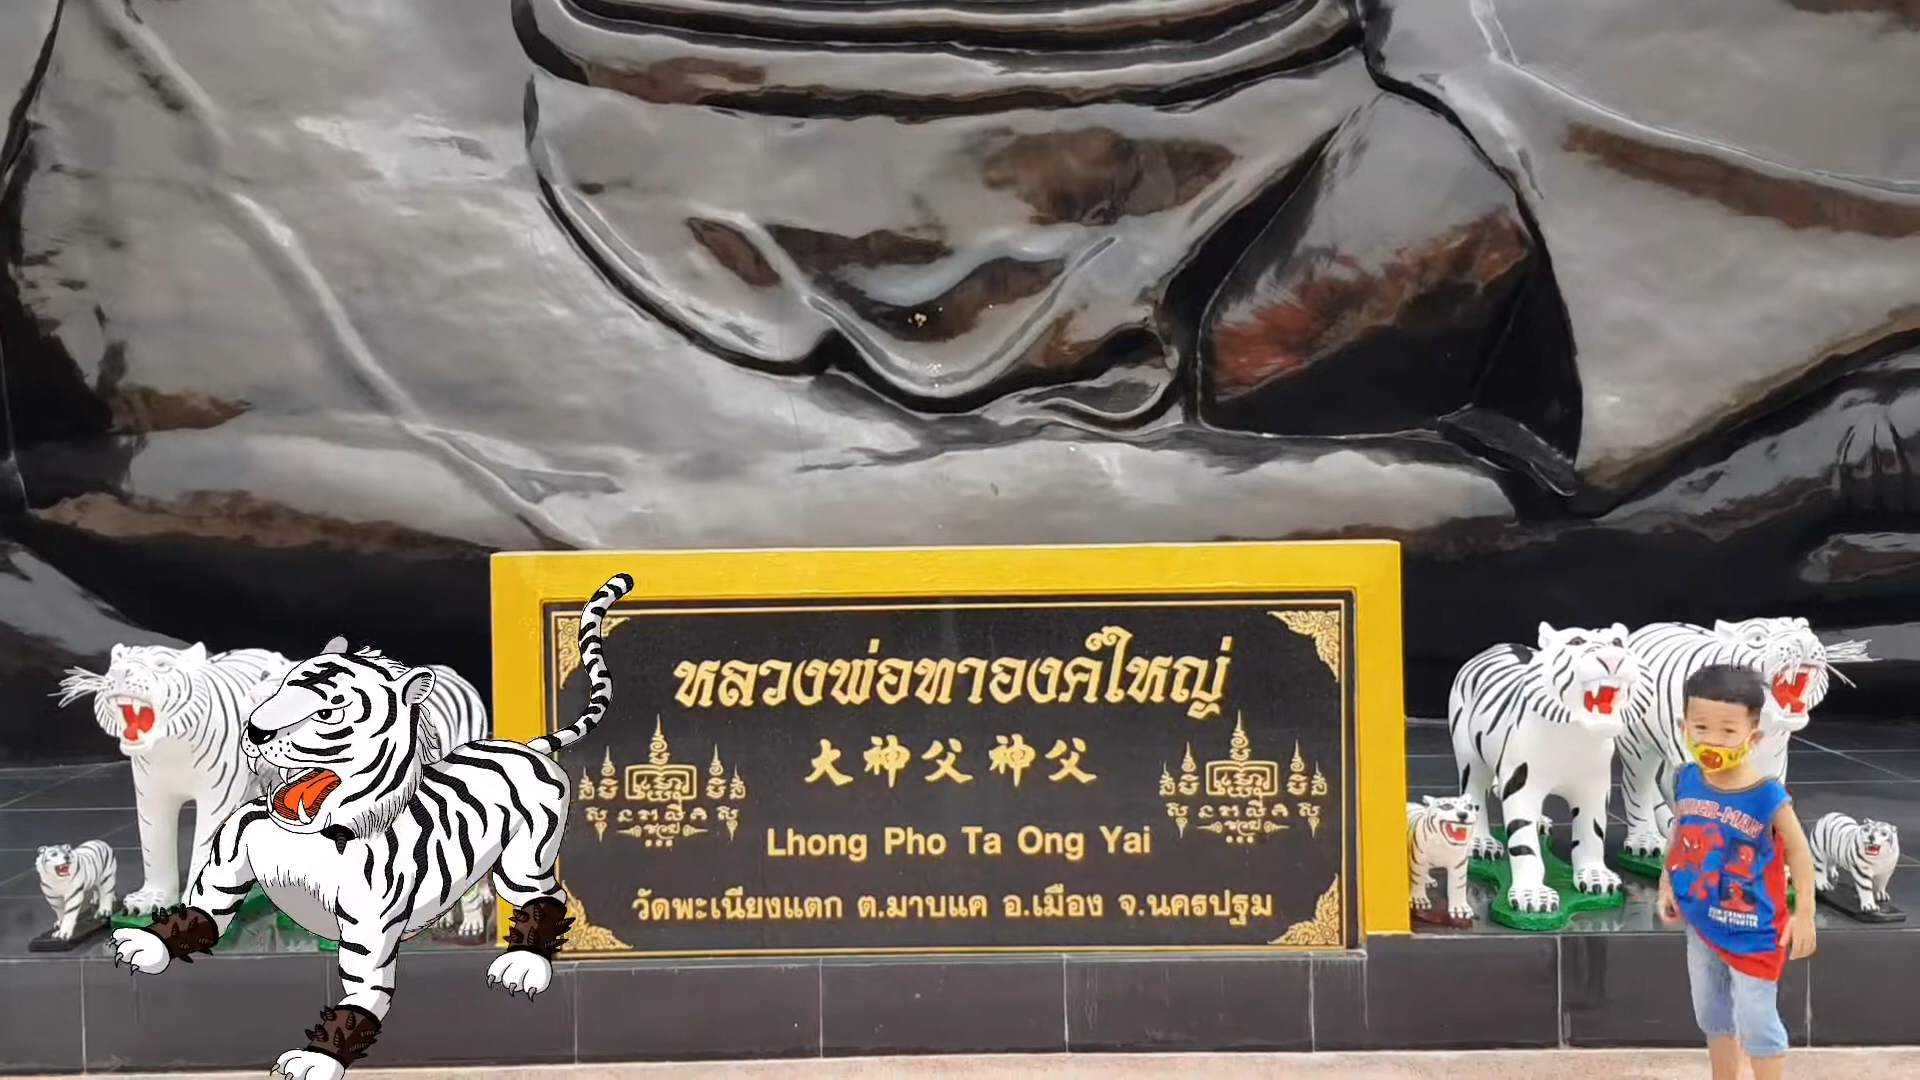 หลวงพ่อทาองค์ใหญ่
大神父神父
Lhong Pho Ta Ong Yai
วัดพะเนียงแตก ต.มาบแค อ.เมือง จ.นครปฐม